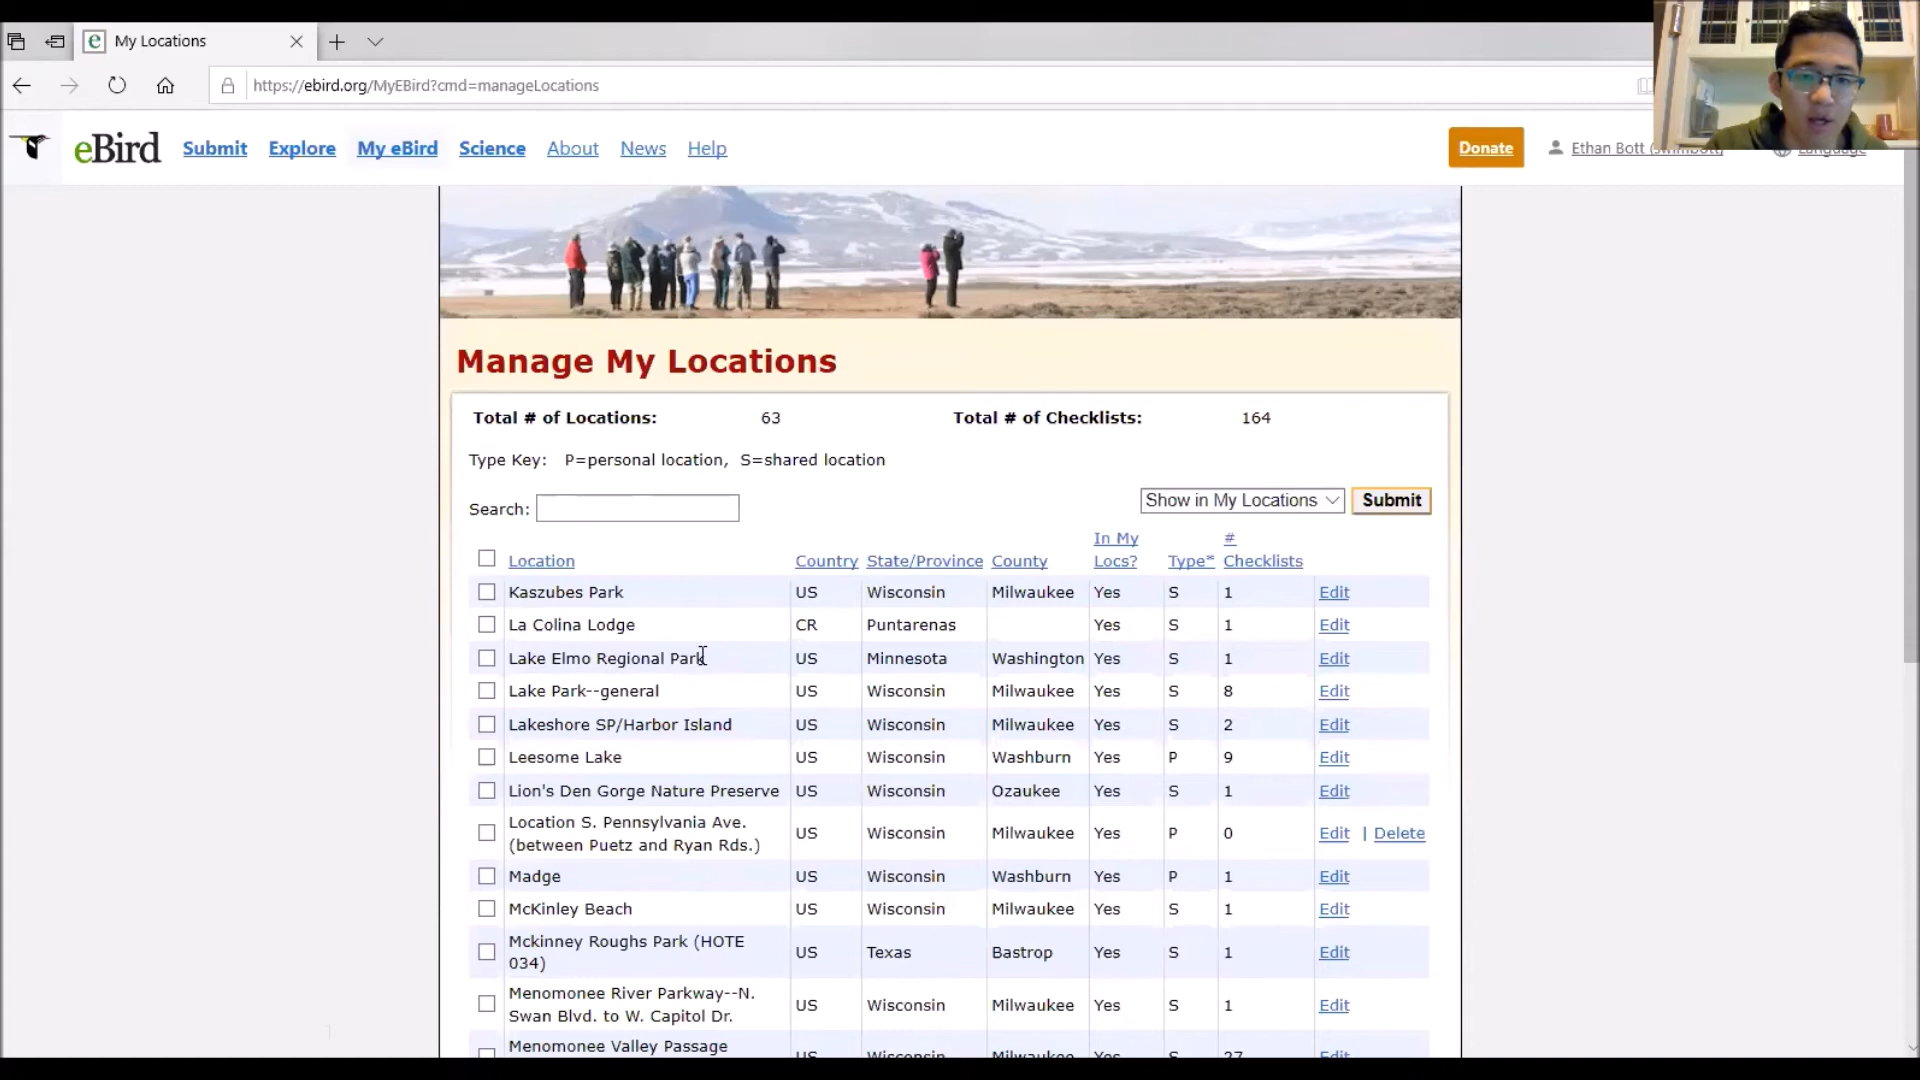 My Locations
https://ebird.org/MyEBird?cmd=manageLocations
eBird Submit Explore My eBird Science About News Help Donate Ethan Bott Language
Manage My Locations
Total # of Locations: 63 Total # of Checklists: 164
Type Key: P=personal location, S=shared location
Search: Show in My Locations Submit
Location Country State/Province County In My Locs? Type* # Checklists
Kaszubes Park US Wisconsin Milwaukee Yes S 1 Edit
La Colina Lodge CR Puntarenas Yes S 1 Edit
Lake Elmo Regional Park US Minnesota Washington Yes S 1 Edit
Lake Park--general US Wisconsin Milwaukee Yes S 8 Edit
Lakeshore SP/Harbor Island US Wisconsin Milwaukee Yes S 2 Edit
Leesome Lake US Wisconsin Washburn Yes P 9 Edit
Lion's Den Gorge Nature Preserve US Wisconsin Ozaukee Yes S 1 Edit
Location S. Pennsylvania Ave.
(between Puetz and Ryan Rds.) US Wisconsin Milwaukee Yes P 0 Edit | Delete
Madge US Wisconsin Washburn Yes P 1 Edit
McKinley Beach US Wisconsin Milwaukee Yes S 1 Edit
Mckinney Roughs Park (HOTE
034) US Texas Bastrop Yes S 1 Edit
Menomonee River Parkway--N.
Swan Blvd. to W. Capitol Dr. US Wisconsin Milwaukee Yes S 1 Edit
Menomonee Valley Passage US Wisconsin Milwaukee Yes S 27 Edit